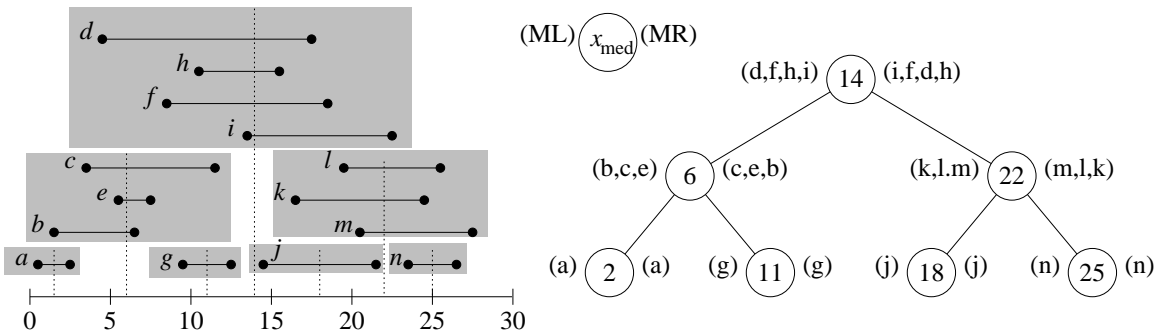 d
h
f
i
c
l
e
k
b
m
a
g
j
n
0 5 10 15 20 25 30
(ML) x_med (MR)
(d,f,h,i) 14 (i,f,d,h)
(b,c,e) 6 (c,e,b)
(k,l.m) 22 (m,l,k)
(a) 2 (a)
(g) 11 (g)
(j) 18 (j)
(n) 25 (n)